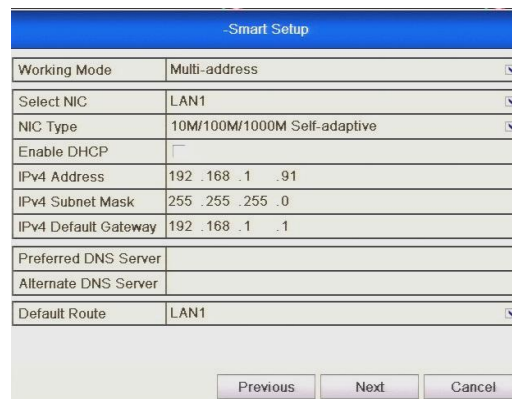 -Smart Setup
Working Mode Multi-address
Select NIC LAN1
NIC Type 10M/100M/1000M Self-adaptive
Enable DHCP
IPv4 Address 192 .168 .1 .91
IPv4 Subnet Mask 255 .255 .255 .0
IPv4 Default Gateway 192 .168 .1 .1
Preferred DNS Server
Alternate DNS Server
Default Route LAN1
Previous Next Cancel